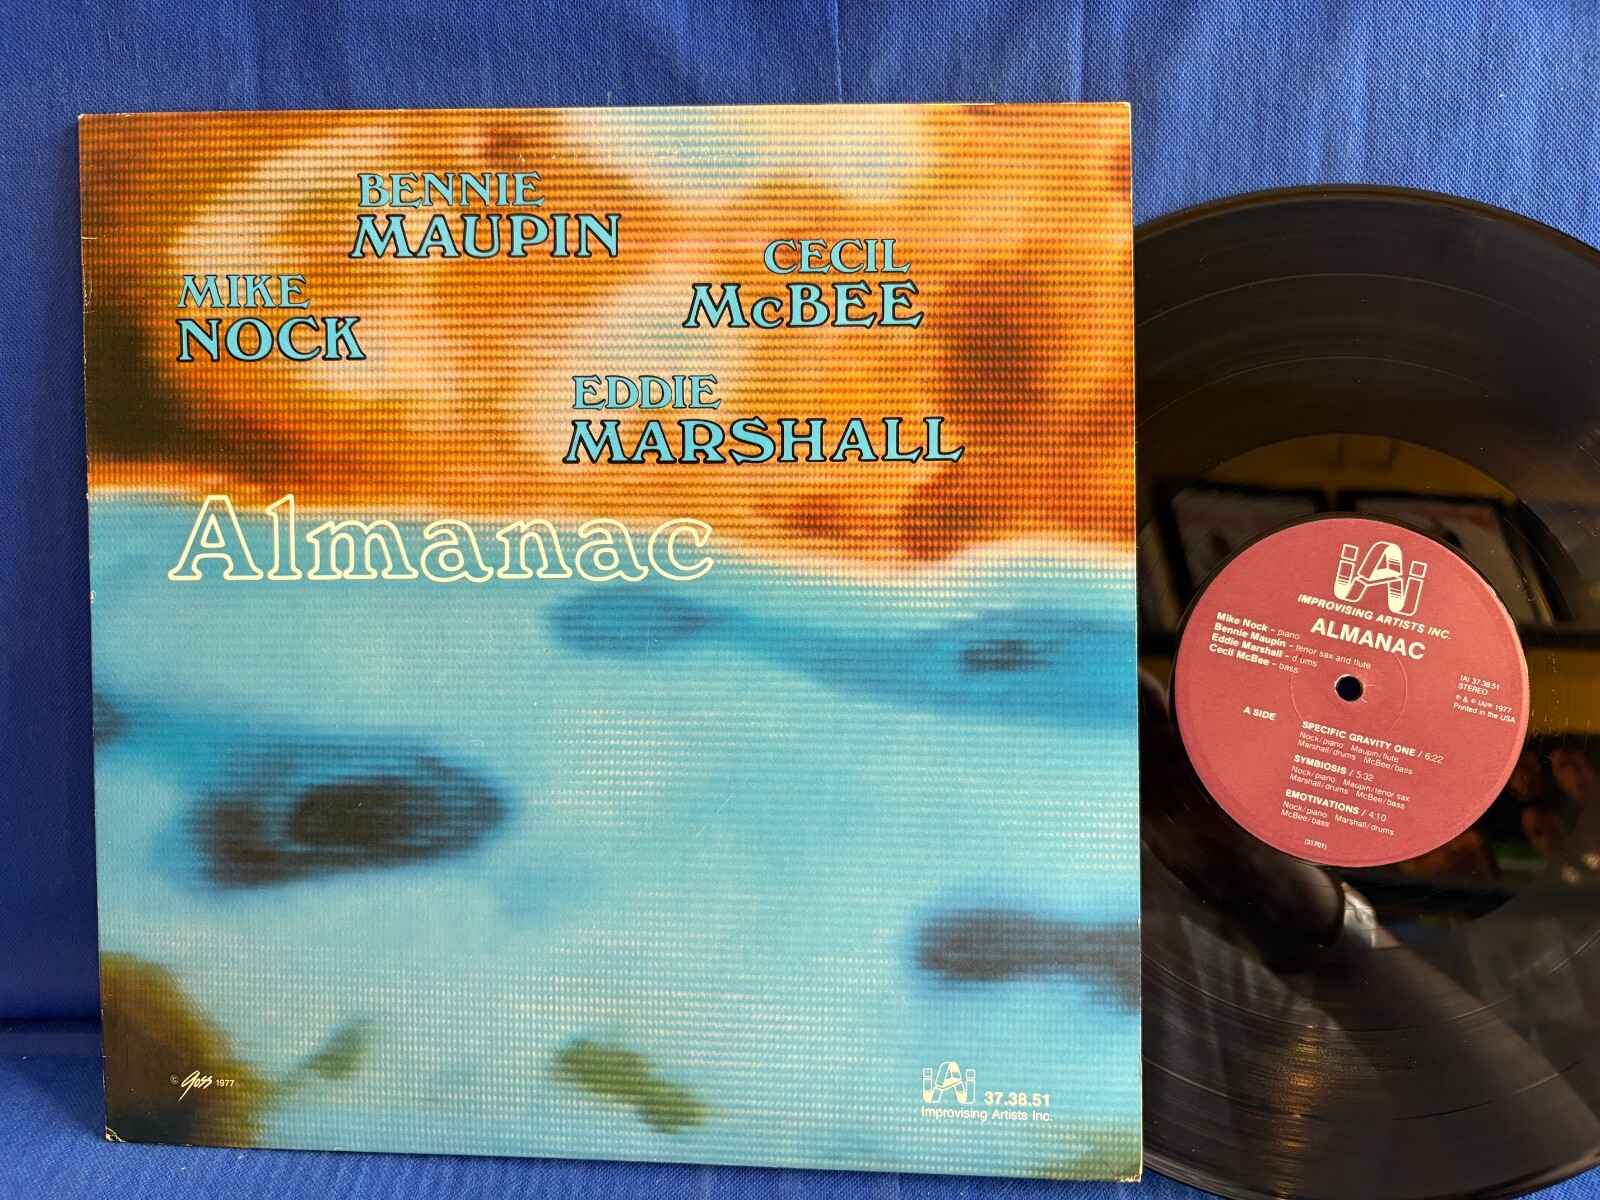 BENNIE
MAUPIN
CECIL
McBEE
MIKE
NOCK
EDDIE
MARSHALL
Almanac
© Goss 1977
iAi 37.38.51
Improvising Artists Inc.
iAi
IMPROVISING ARTISTS INC.
ALMANAC
Mike Nock - piano
Bennie Maupin - tenor sax and flute
Eddie Marshall - drums
Cecil McBee - bass
IAI 37.38.51
STEREO
℗ & © IAI® 1977
Printed in the USA
A SIDE
SPECIFIC GRAVITY ONE / 6:22
Nock/piano Maupin/flute
Marshall/drums McBee/bass
SYMBIOSIS / 5:32
Nock/piano Maupin/tenor sax
Marshall/drums McBee/bass
EMOTIVATIONS / 4:10
Nock/piano Marshall/drums
McBee/bass
(31701)